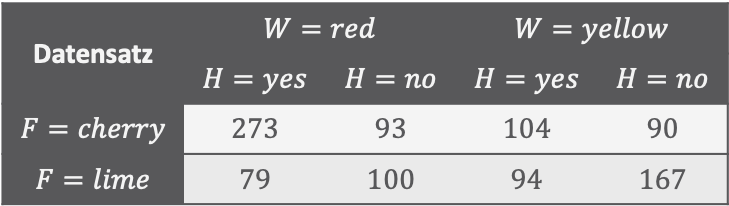 Datensatz W = red W = yellow
H = yes H = no H = yes H = no
F = cherry 273 93 104 90
F = lime 79 100 94 167